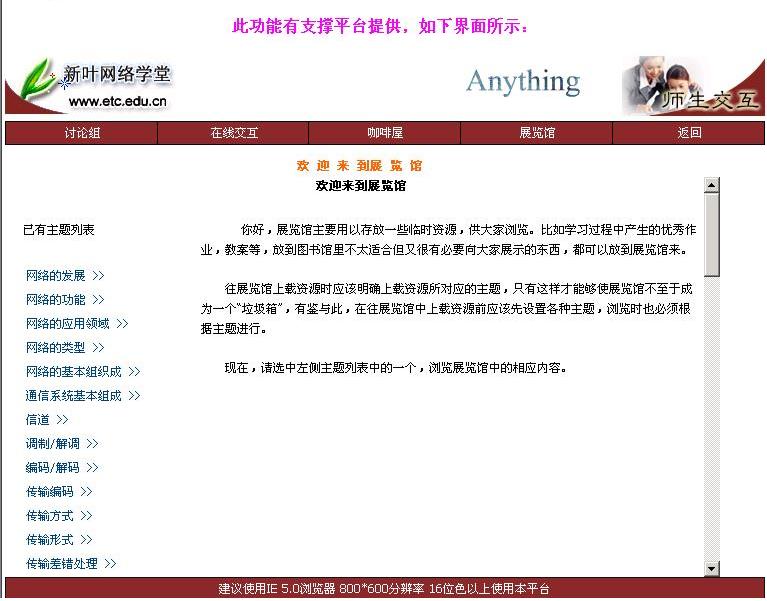 此功能有支撑平台提供，如下界面所示：
新叶网络学堂
www.etc.edu.cn
Anything
师生交互
讨论组 在线交互 咖啡屋 展览馆 返回
欢 迎 来 到展 览 馆
欢迎来到展览馆
已有主题列表
网络的发展 >>
网络的功能 >>
网络的应用领域 >>
网络的类型 >>
网络的基本组织成 >>
通信系统基本组成 >>
信道 >>
调制/解调 >>
编码/解码 >>
传输编码 >>
传输方式 >>
传输形式 >>
传输差错处理 >>
你好，展览馆主要用以存放一些临时资源，供大家浏览。比如学习过程中产生的优秀作
业，教案等，放到图书馆里不太适合但又很有必要向大家展示的东西，都可以放到展览馆来。
往展览馆上载资源时应该明确上载资源所对应的主题，只有这样才能够使展览馆不至于成
为一个"垃圾箱"，有鉴与此，在往展览馆中上载资源前应该先设置各种主题，浏览时也必须根
据主题进行。
现在，请选中左侧主题列表中的一个，浏览展览馆中的相应内容。
建议使用IE 5.0浏览器 800*600分辨率 16位色以上使用本平台